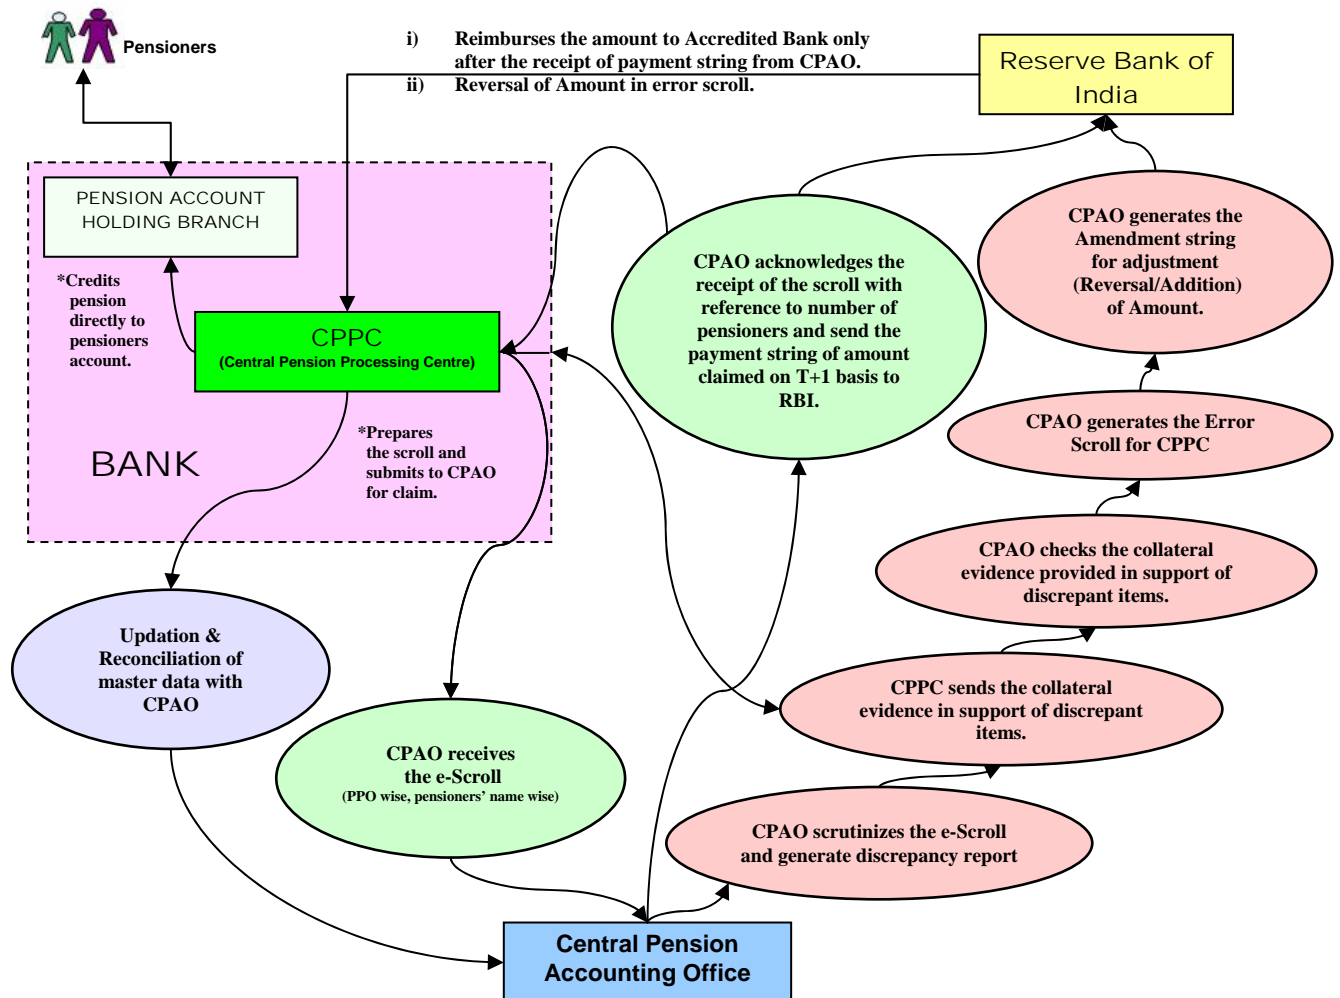 Pensioners
i) Reimburses the amount to Accredited Bank only
after the receipt of payment string from CPAO.
ii) Reversal of Amount in error scroll.
Reserve Bank of
India
PENSION ACCOUNT
HOLDING BRANCH
*Credits
pension
directly to
pensioners
account.
CPPC
(Central Pension Processing Centre)
*Prepares
the scroll and
submits to CPAO
for claim.
BANK
CPAO acknowledges the
receipt of the scroll with
reference to number of
pensioners and send the
payment string of amount
claimed on T+1 basis to
RBI.
CPAO generates the
Amendment string
for adjustment
(Reversal/Addition)
of Amount.
CPAO generates the Error
Scroll for CPPC
CPAO checks the collateral
evidence provided in support of
discrepant items.
CPPC sends the collateral
evidence in support of discrepant
items.
CPAO scrutinizes the e-Scroll
and generate discrepancy report
Updation &
Reconciliation of
master data with
CPAO
CPAO receives
the e-Scroll
(PPO wise, pensioners' name wise)
Central Pension
Accounting Office